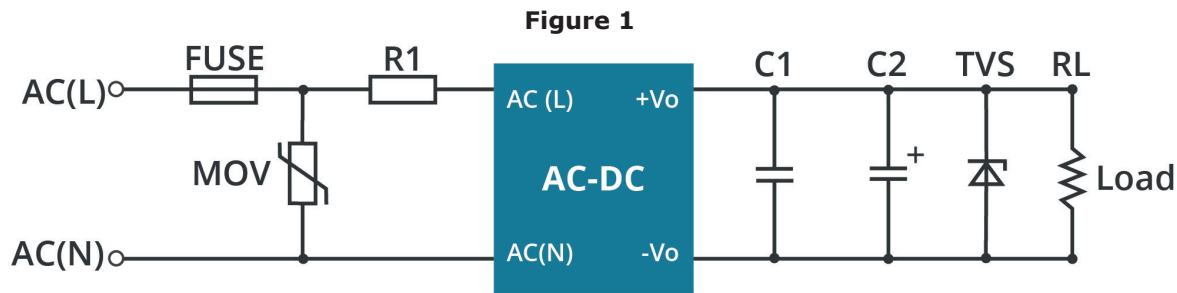 Figure 1
FUSE R1 C1 C2 TVS RL
AC(L) AC (L) +Vo
MOV AC-DC + Load
AC(N) AC(N) -Vo